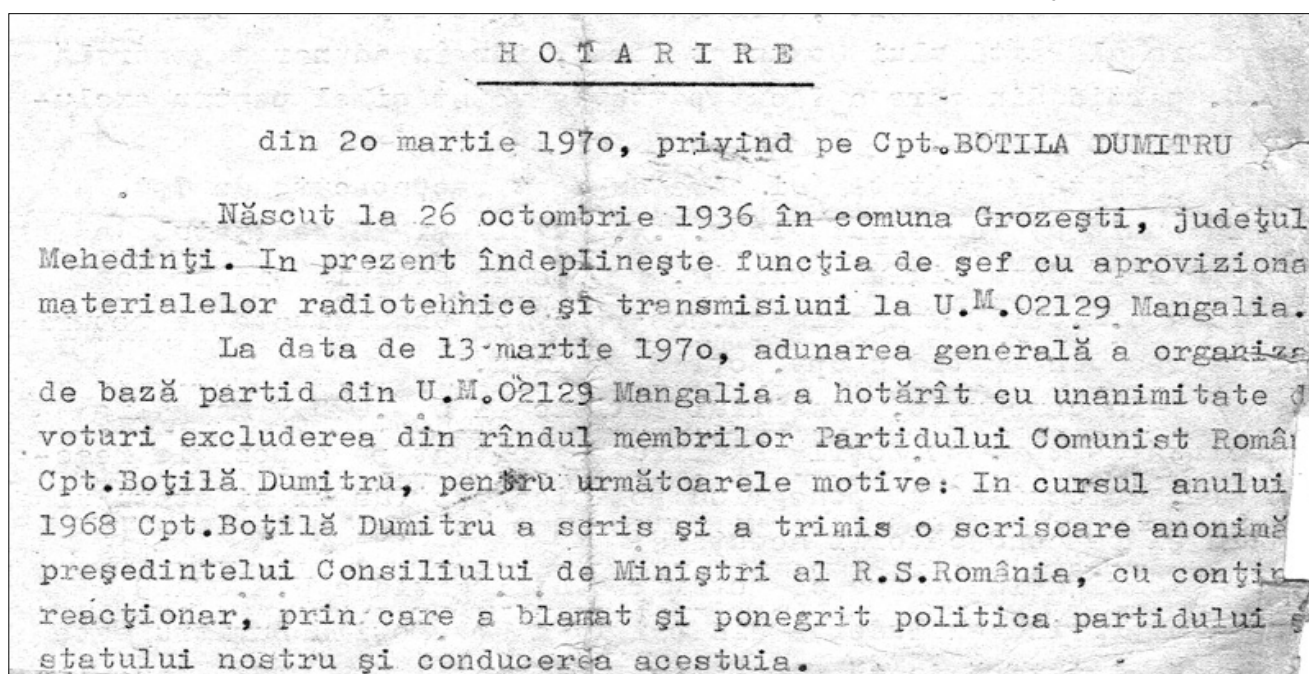 HOTARIRE
din 2o martie 197o, privind pe Cpt.BOTILA DUMITRU
Născut la 26 octombrie 1936 în comuna Grozeşti, judeţul
Mehedinţi. In prezent îndeplineşte funcţia de şef cu aproviziona
materialelor radiotehnice şi transmisiuni la U.M.02129 Mangalia.
La data de 13 martie 197o, adunarea generală a organiza
de bază partid din U.M.02129 Mangalia a hotărît cu unanimitate d
voturi excluderea din rîndul membrilor Partidului Comunist Român
Cpt.Boţilă Dumitru, pentru următoarele motive: In cursul anului
1968 Cpt.Boţilă Dumitru a scris şi a trimis o scrisoare anonimă
preşedintelui Consiliului de Miniştri al R.S.România, cu conţin
reacţionar, prin care a blamat şi ponegrit politica partidului ş
statului nostru şi conducerea acestuia.